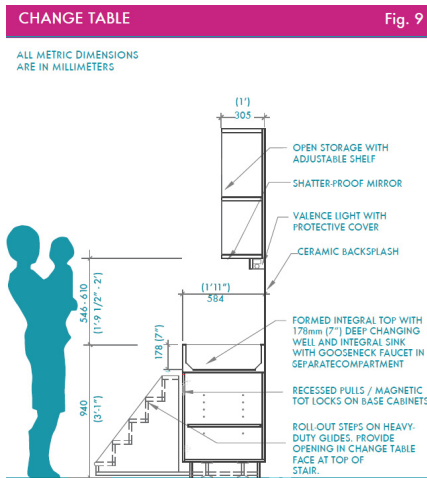 CHANGE TABLE
Fig. 9
ALL METRIC DIMENSIONS
ARE IN MILLIMETERS
(1')
305
OPEN STORAGE WITH
ADJUSTABLE SHELF
SHATTER-PROOF MIRROR
VALENCE LIGHT WITH
PROTECTIVE COVER
CERAMIC BACKSPLASH
546 - 610
(1'-9 1/2" - 2')
(1'11")
584
178 (7")
FORMED INTEGRAL TOP WITH
178mm (7") DEEP CHANGING
WELL AND INTEGRAL SINK
WITH GOOSENECK FAUCET IN
SEPARATECOMPARTMENT
940
(3'-1")
RECESSED PULLS / MAGNETIC
TOT LOCKS ON BASE CABINETS
ROLL-OUT STEPS ON HEAVY-
DUTY GLIDES. PROVIDE
OPENING IN CHANGE TABLE
FACE AT TOP OF
STAIR.